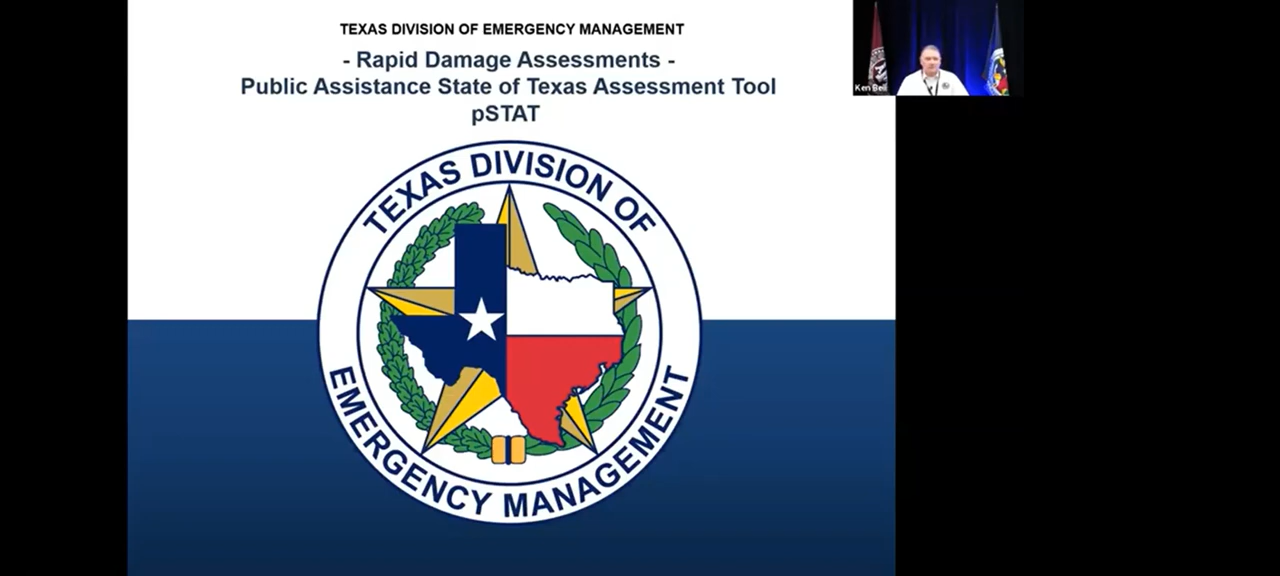 TEXAS DIVISION OF EMERGENCY MANAGEMENT
- Rapid Damage Assessments -
Public Assistance State of Texas Assessment Tool
pSTAT
Ken Bell
TEXAS DIVISION OF
EMERGENCY MANAGEMENT